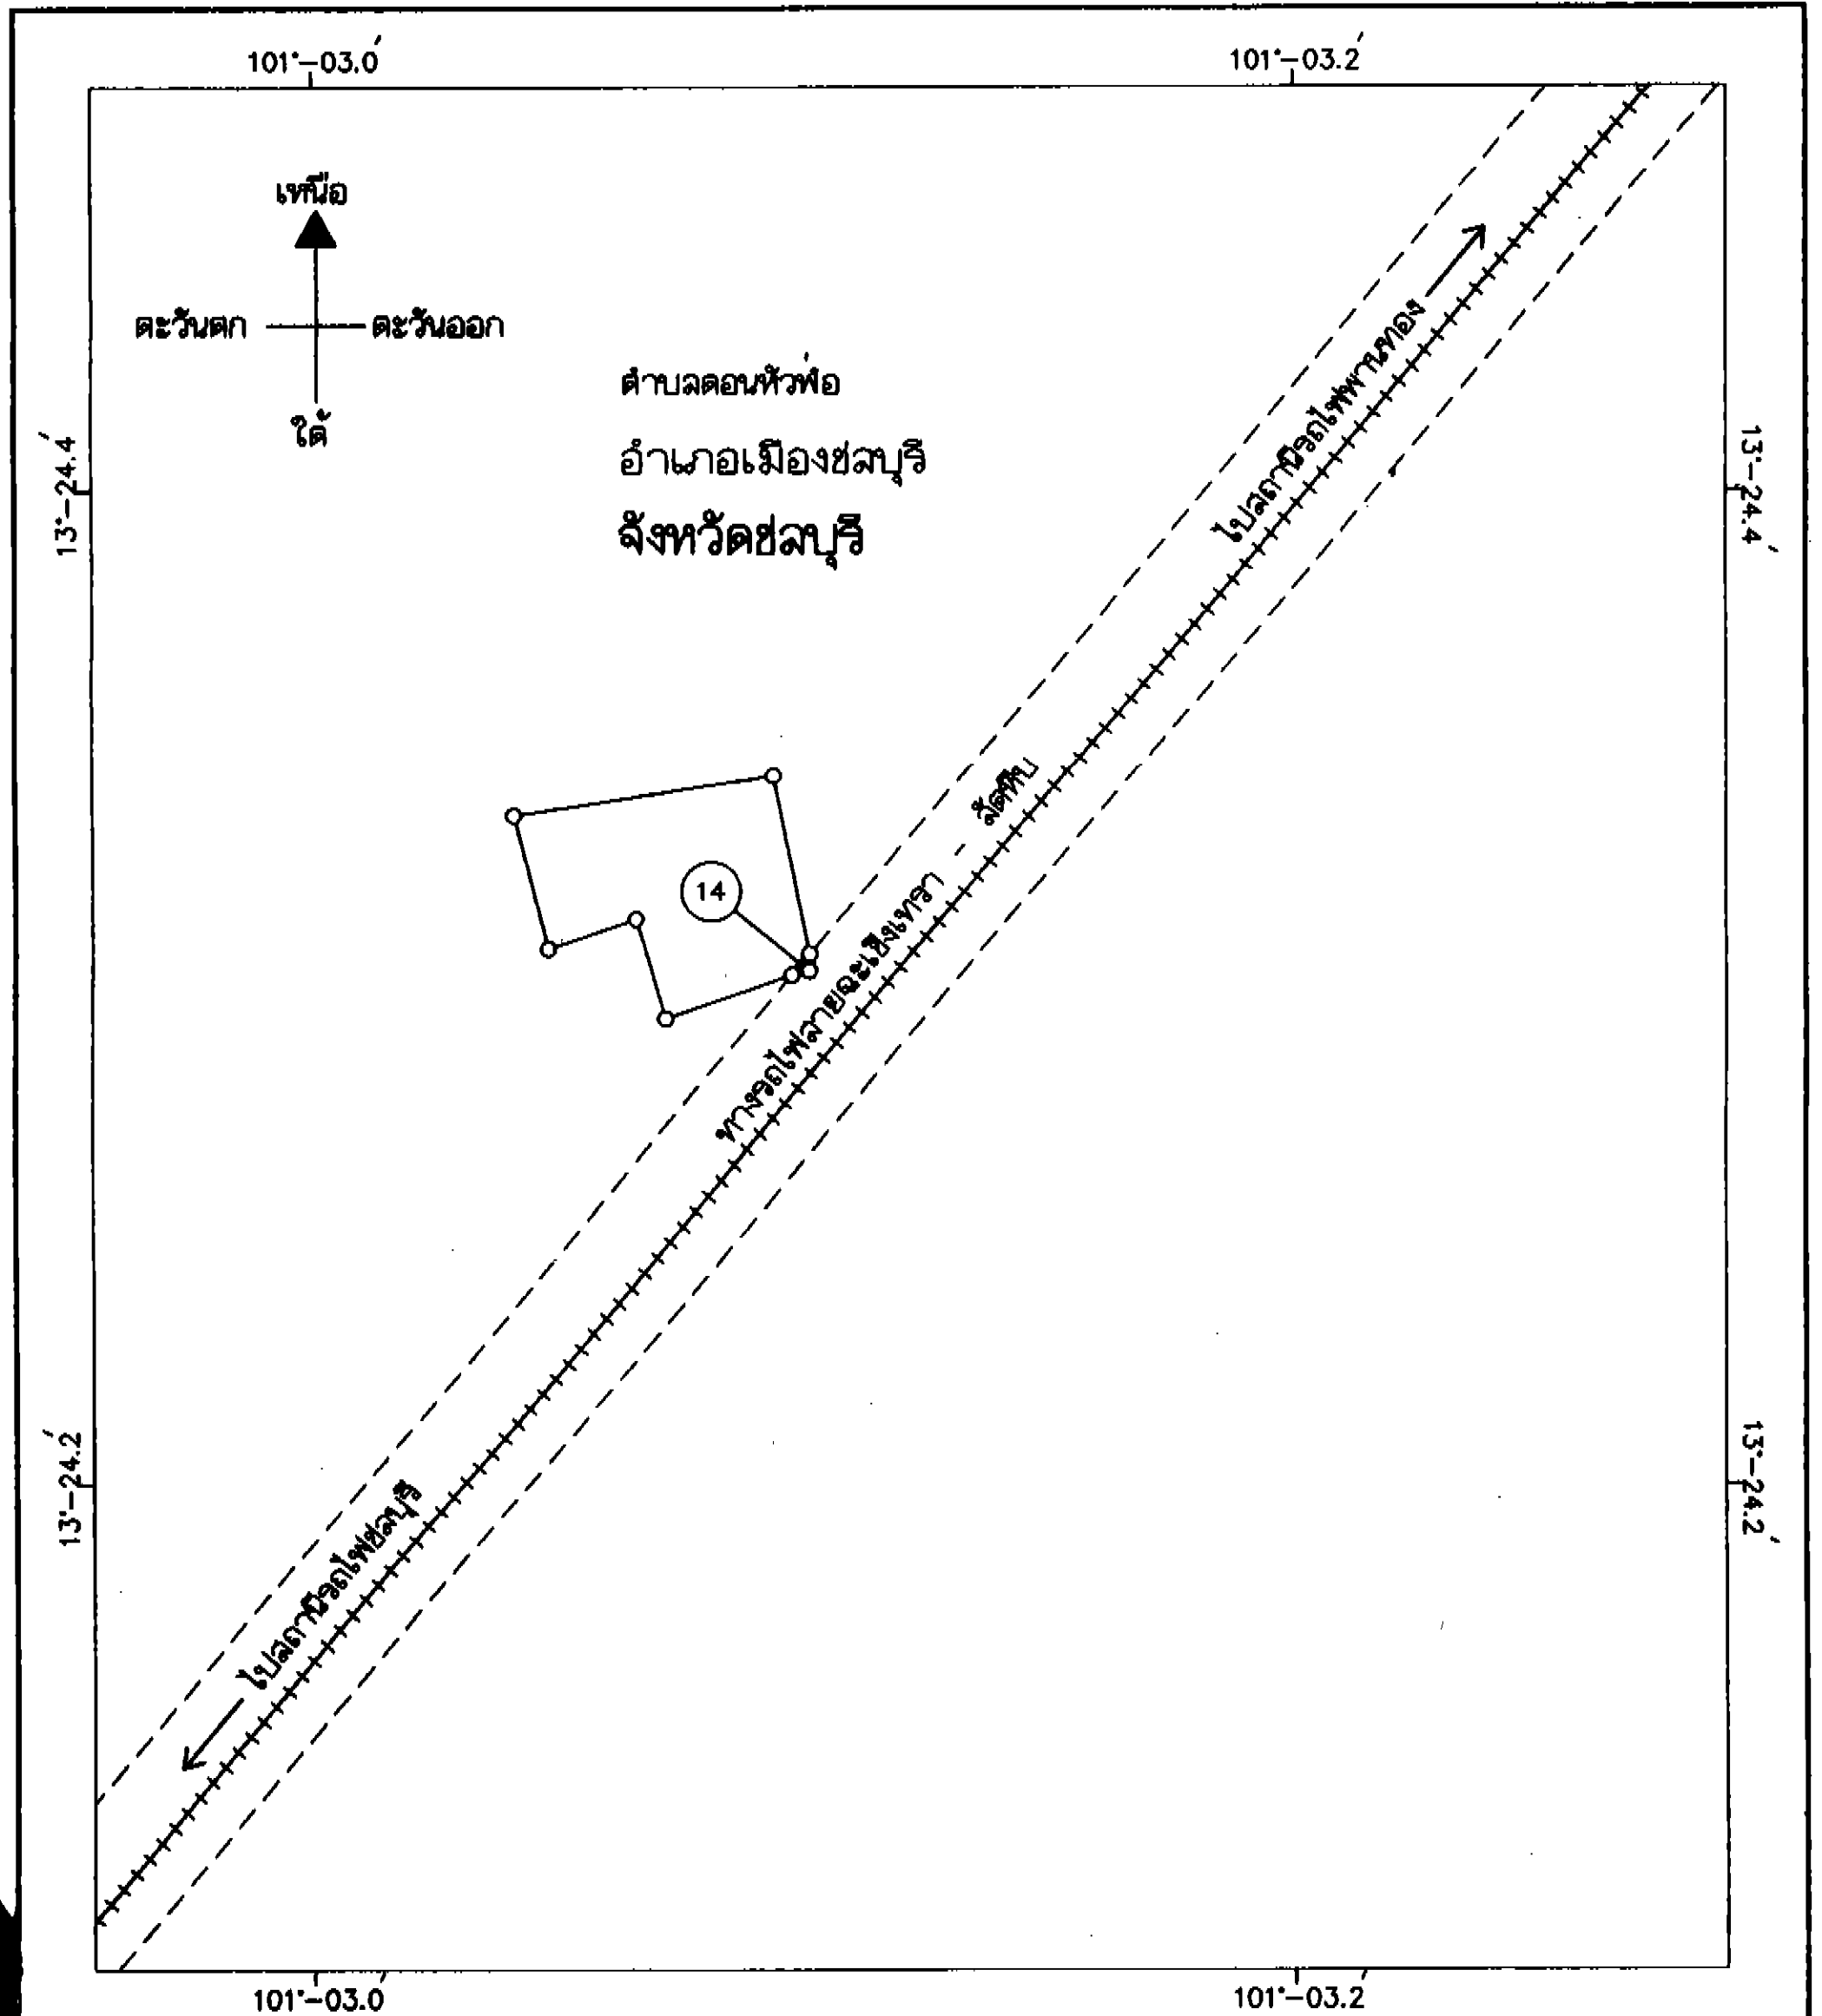 101°-03.0′
101°-03.2′
เหนือ
ตะวันตก
ตะวันออก
ใต้
ตำบลดอนหัวฬ่อ
อำเภอเมืองชลบุรี
จังหวัดชลบุรี
13°-24.4′
13°-24.4′
ไปสถานีรถไฟพานทอง
ทางรถไฟสายฉะเชิงเทรา - สัตหีบ
14
13°-24.2′
13°-24.2′
ไปสถานีรถไฟชลบุรี
101°-03.0′
101°-03.2′